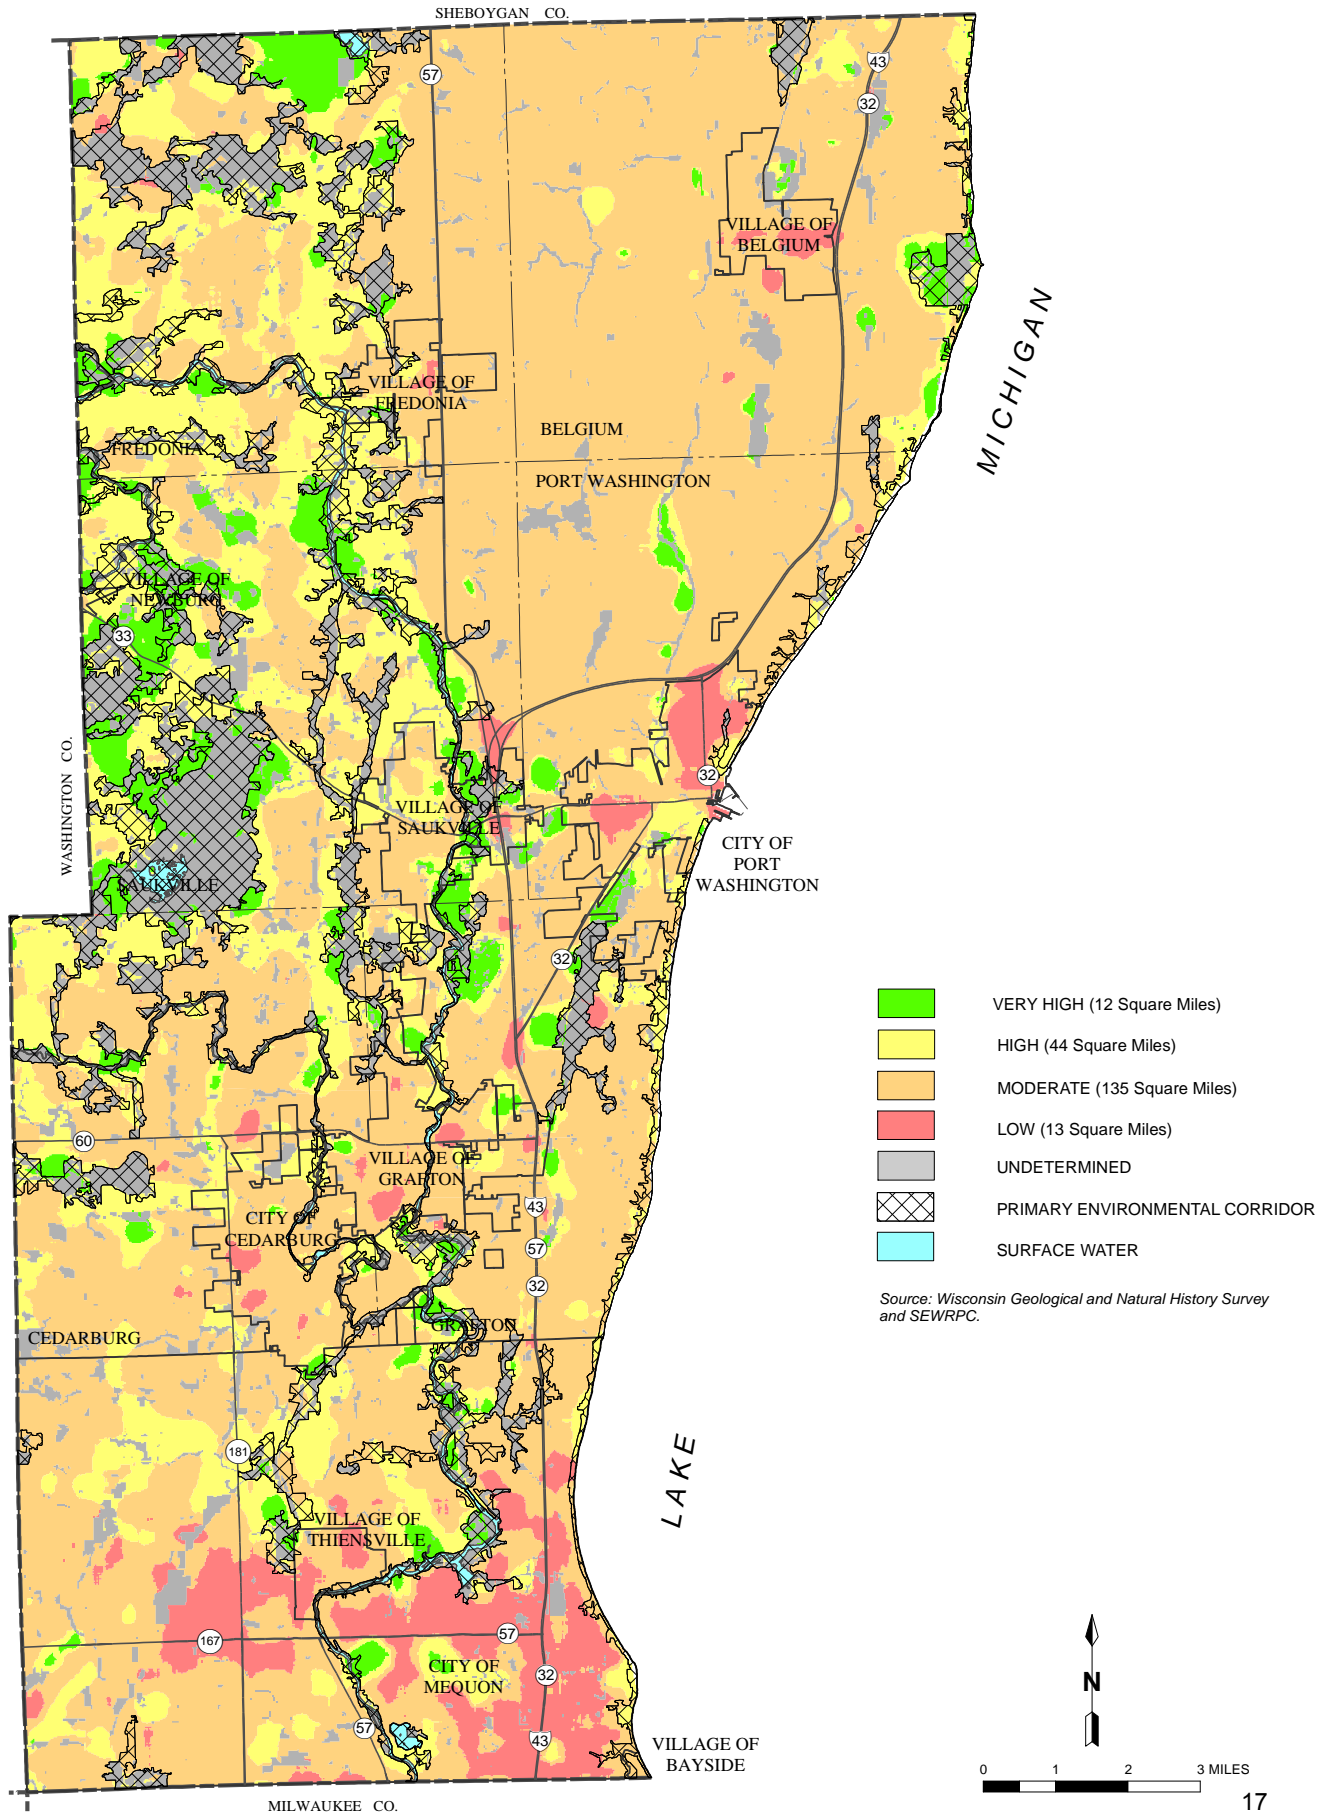 SHEBOYGAN CO.
57
43
32
VILLAGE OF
BELGIUM
MICHIGAN
VILLAGE OF
FREDONIA
BELGIUM
FREDONIA
PORT WASHINGTON
VILLAGE OF
NEWBURG
33
WASHINGTON CO.
32
VILLAGE OF
SAUKVILLE
CITY OF
PORT
WASHINGTON
SAUKVILLE
32
VERY HIGH (12 Square Miles)
HIGH (44 Square Miles)
MODERATE (135 Square Miles)
LOW (13 Square Miles)
UNDETERMINED
PRIMARY ENVIRONMENTAL CORRIDOR
SURFACE WATER
Source: Wisconsin Geological and Natural History Survey
and SEWRPC.
60
VILLAGE OF
GRAFTON
43
CITY OF
CEDARBURG
57
32
GRAFTON
CEDARBURG
181
LAKE
VILLAGE OF
THIENSVILLE
167
57
CITY OF
MEQUON
32
57
43
VILLAGE OF
BAYSIDE
N
0 1 2 3 MILES
MILWAUKEE CO.
17